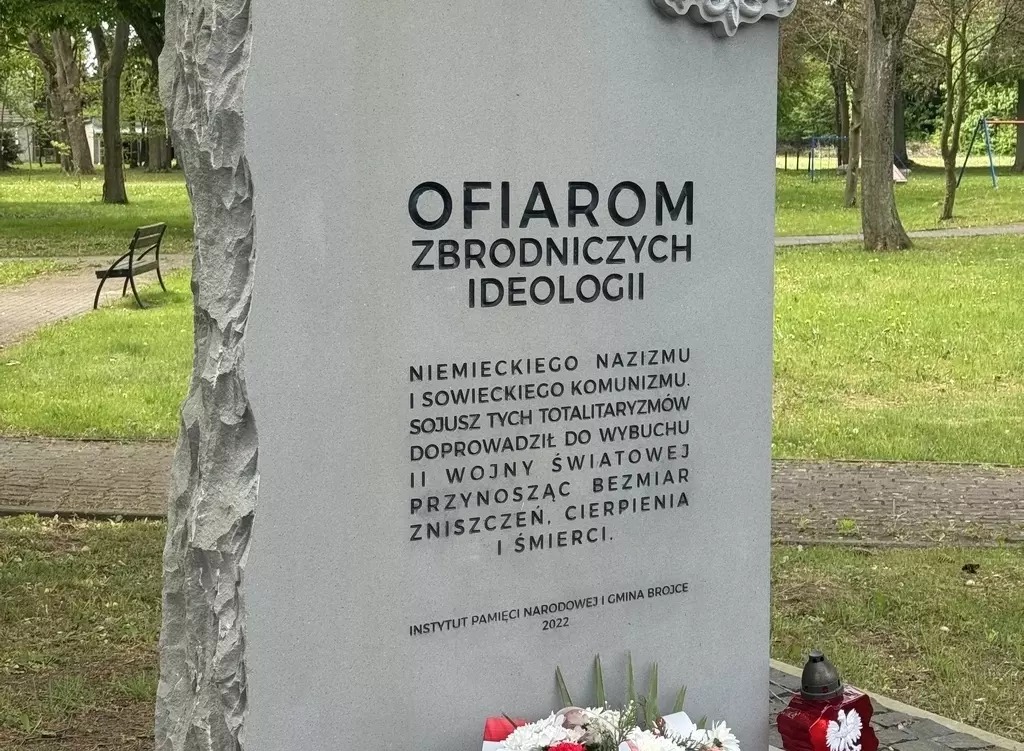 OFIAROM
ZBRODNICZYCH
IDEOLOGII
NIEMIECKIEGO NAZIZMU
I SOWIECKIEGO KOMUNIZMU.
SOJUSZ TYCH TOTALITARYZMÓW
DOPROWADZIŁ DO WYBUCHU
II WOJNY ŚWIATOWEJ
PRZYNOSZĄC BEZMIAR
ZNISZCZEŃ, CIERPIENIA
I ŚMIERCI.
INSTYTUT PAMIĘCI NARODOWEJ I GMINA BROJCE
2022